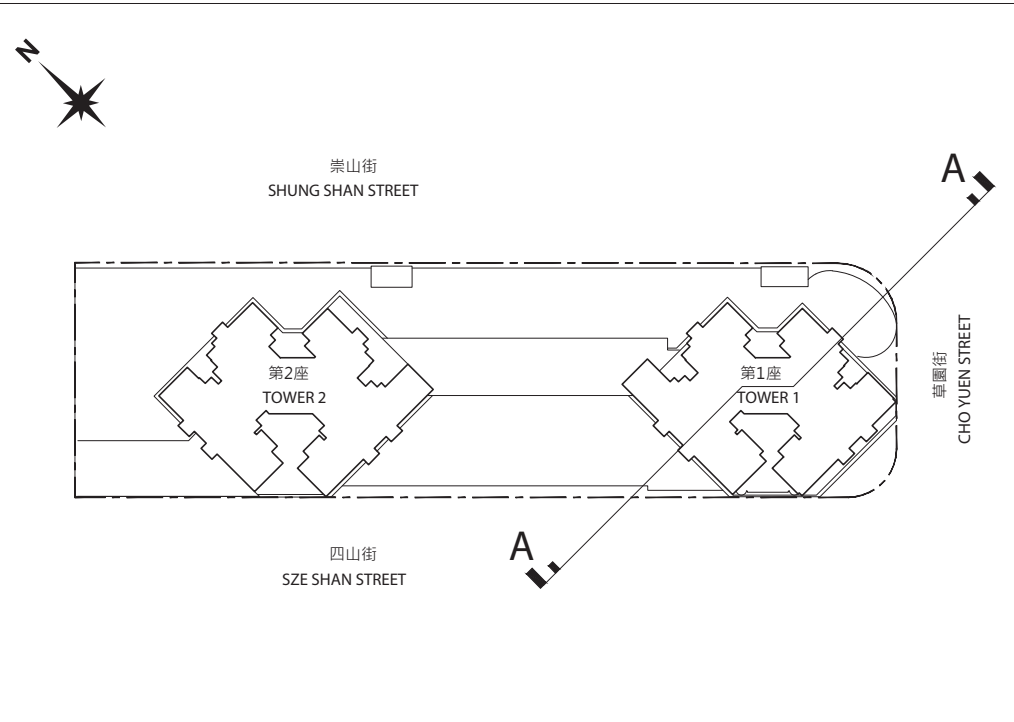 N
崇山街
SHUNG SHAN STREET
A
第2座
TOWER 2
第1座
TOWER 1
草園街
CHO YUEN STREET
A
四山街
SZE SHAN STREET